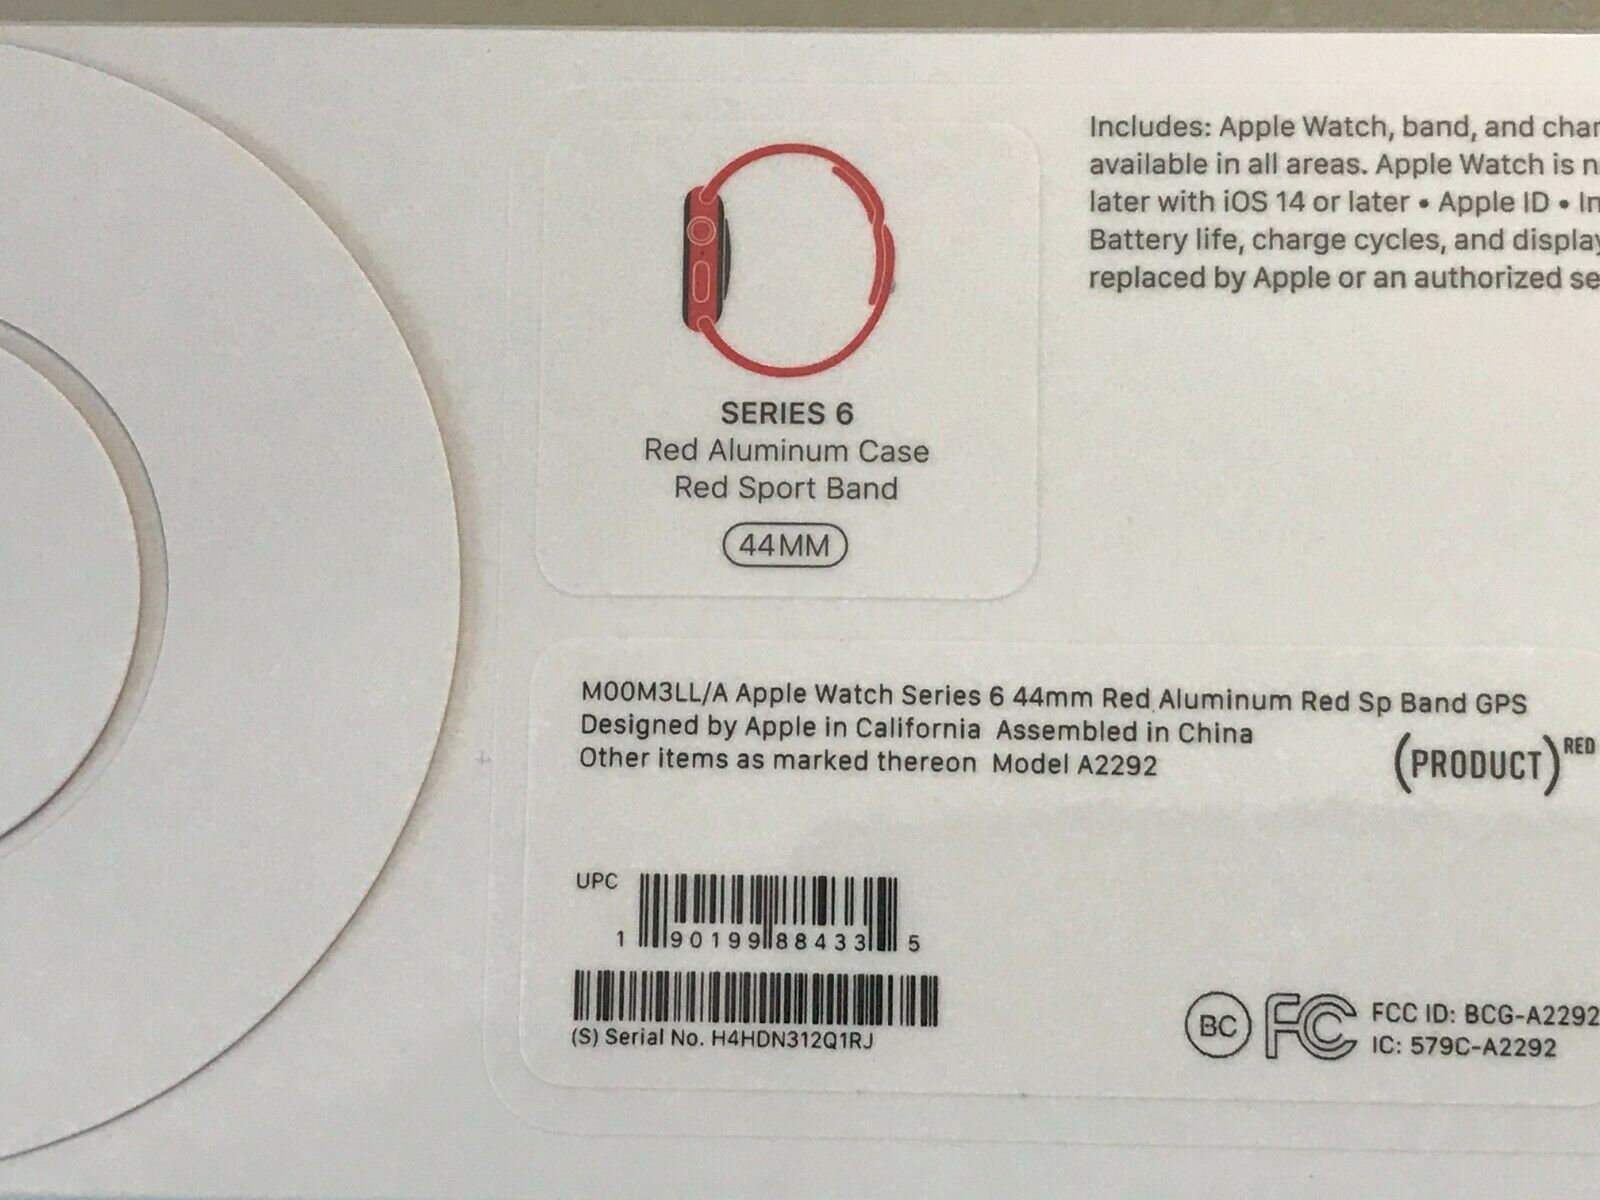 Includes: Apple Watch, band, and char
available in all areas. Apple Watch is n
later with iOS 14 or later • Apple ID • In
Battery life, charge cycles, and display
replaced by Apple or an authorized se
SERIES 6
Red Aluminum Case
Red Sport Band
44MM
M00M3LL/A Apple Watch Series 6 44mm Red Aluminum Red Sp Band GPS
Designed by Apple in California Assembled in China
Other items as marked thereon Model A2292
(PRODUCT)RED
UPC
1 90199 88433 5
(S) Serial No. H4HDN312Q1RJ
BC FC FCC ID: BCG-A2292
IC: 579C-A2292